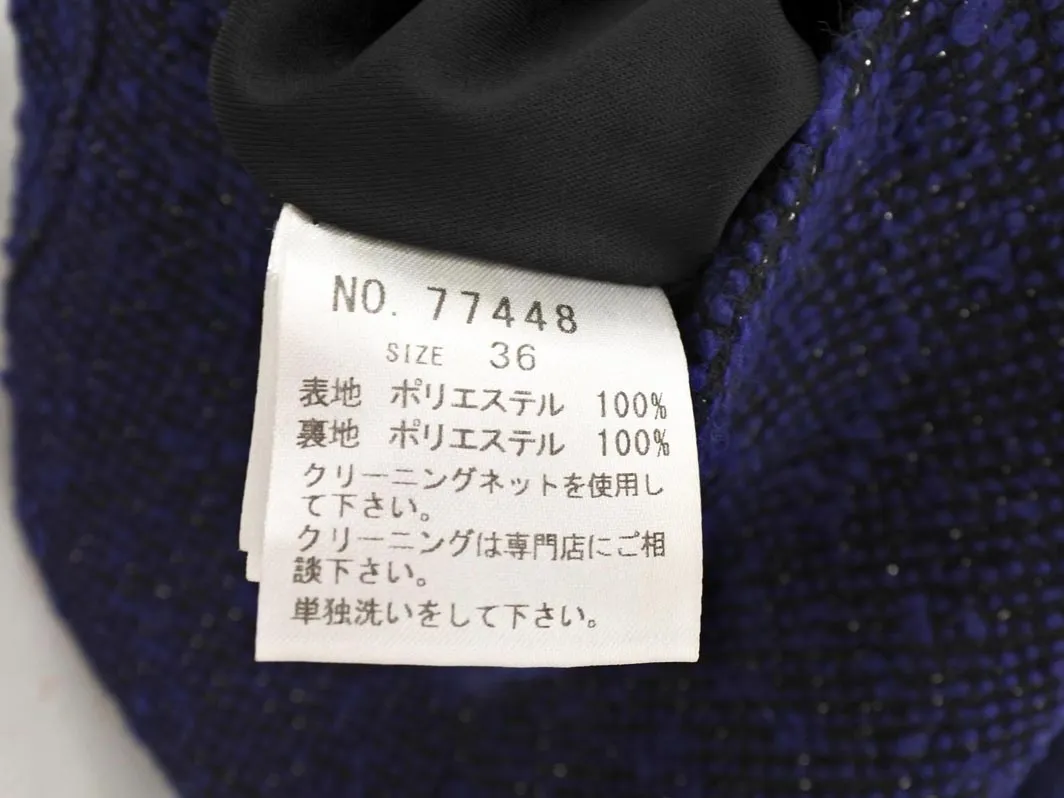 NO. 77448
SIZE 36
表地 ポリエステル 100%
裏地 ポリエステル 100%
クリーニングネットを使用し
て下さい。
クリーニングは専門店にご相
談下さい。
単独洗いをして下さい。